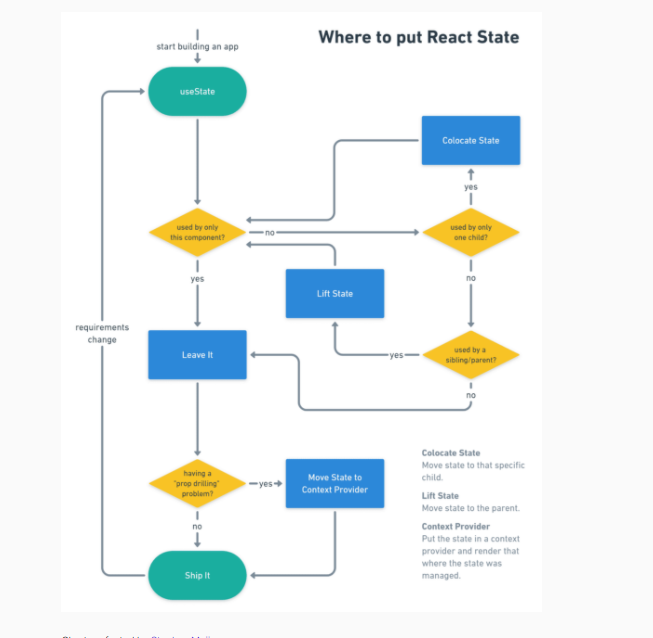 Where to put React State
start building an app
useState
Colocate State
yes
used by only
this component?
no
used by only
one child?
yes
no
Lift State
requirements
change
Leave It
yes
used by a
sibling/parent?
no
having a
"prop drilling"
problem?
yes
Move State to
Context Provider
no
Ship It
Colocate State
Move state to that specific
child.
Lift State
Move state to the parent.
Context Provider
Put the state in a context
provider and render that
where the state was
managed.